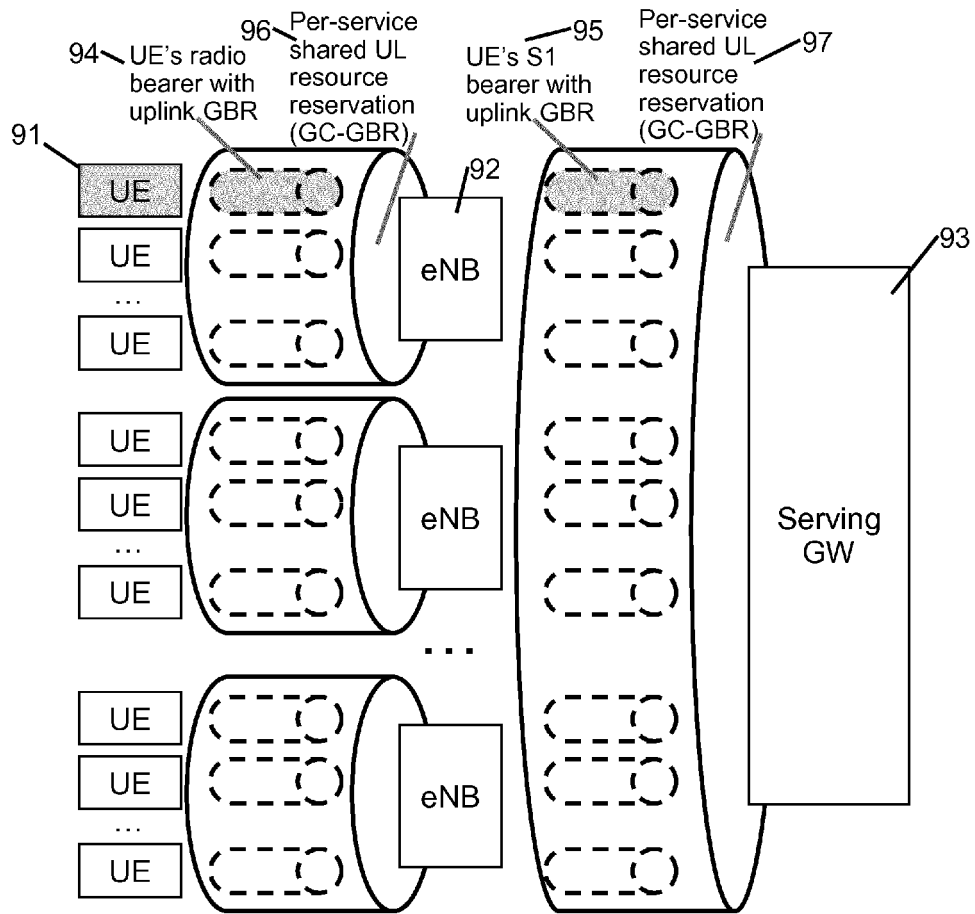 94
UE's radio
bearer with
uplink GBR
96
Per-service
shared UL
resource
reservation
(GC-GBR)
95
UE's S1
bearer with
uplink GBR
Per-service
shared UL
resource
reservation
(GC-GBR)
97
91
UE
UE
...
UE
92
eNB
93
UE
UE
...
UE
eNB
...
UE
UE
...
UE
eNB
Serving
GW